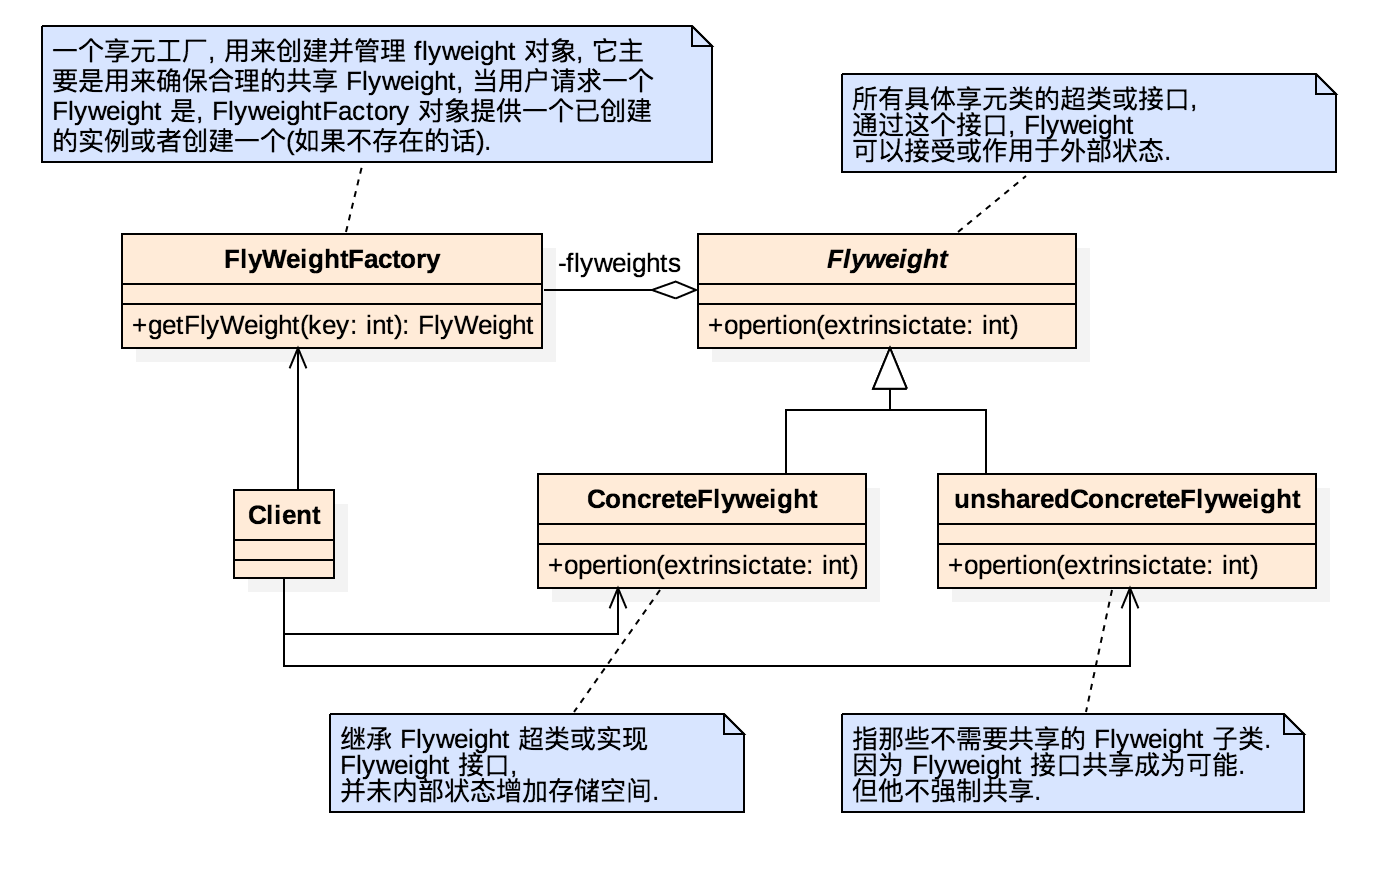 一个享元工厂, 用来创建并管理 flyweight 对象, 它主
要是用来确保合理的共享 Flyweight, 当用户请求一个
Flyweight 是, FlyweightFactory 对象提供一个已创建
的实例或者创建一个(如果不存在的话).
所有具体享元类的超类或接口,
通过这个接口, Flyweight
可以接受或作用于外部状态.
FlyWeightFactory
+getFlyWeight(key: int): FlyWeight
-flyweights
Flyweight
+opertion(extrinsictate: int)
Client
ConcreteFlyweight
+opertion(extrinsictate: int)
unsharedConcreteFlyweight
+opertion(extrinsictate: int)
继承 Flyweight 超类或实现
Flyweight 接口,
并未内部状态增加存储空间.
指那些不需要共享的 Flyweight 子类.
因为 Flyweight 接口共享成为可能.
但他不强制共享.